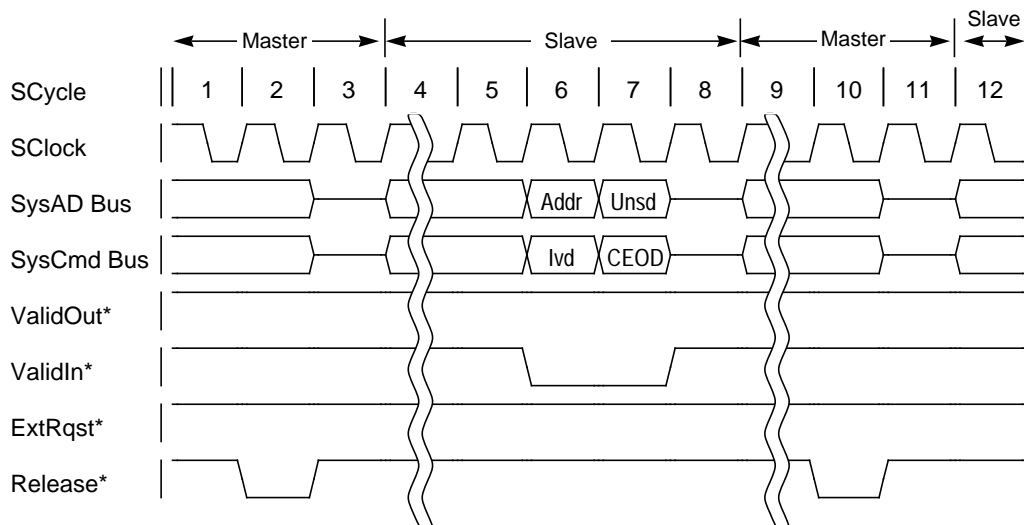 Slave
Master Slave Master
SCycle 1 2 3 4 5 6 7 8 9 10 11 12
SClock
SysAD Bus Addr Unsd
SysCmd Bus Ivd CEOD
ValidOut*
ValidIn*
ExtRqst*
Release*